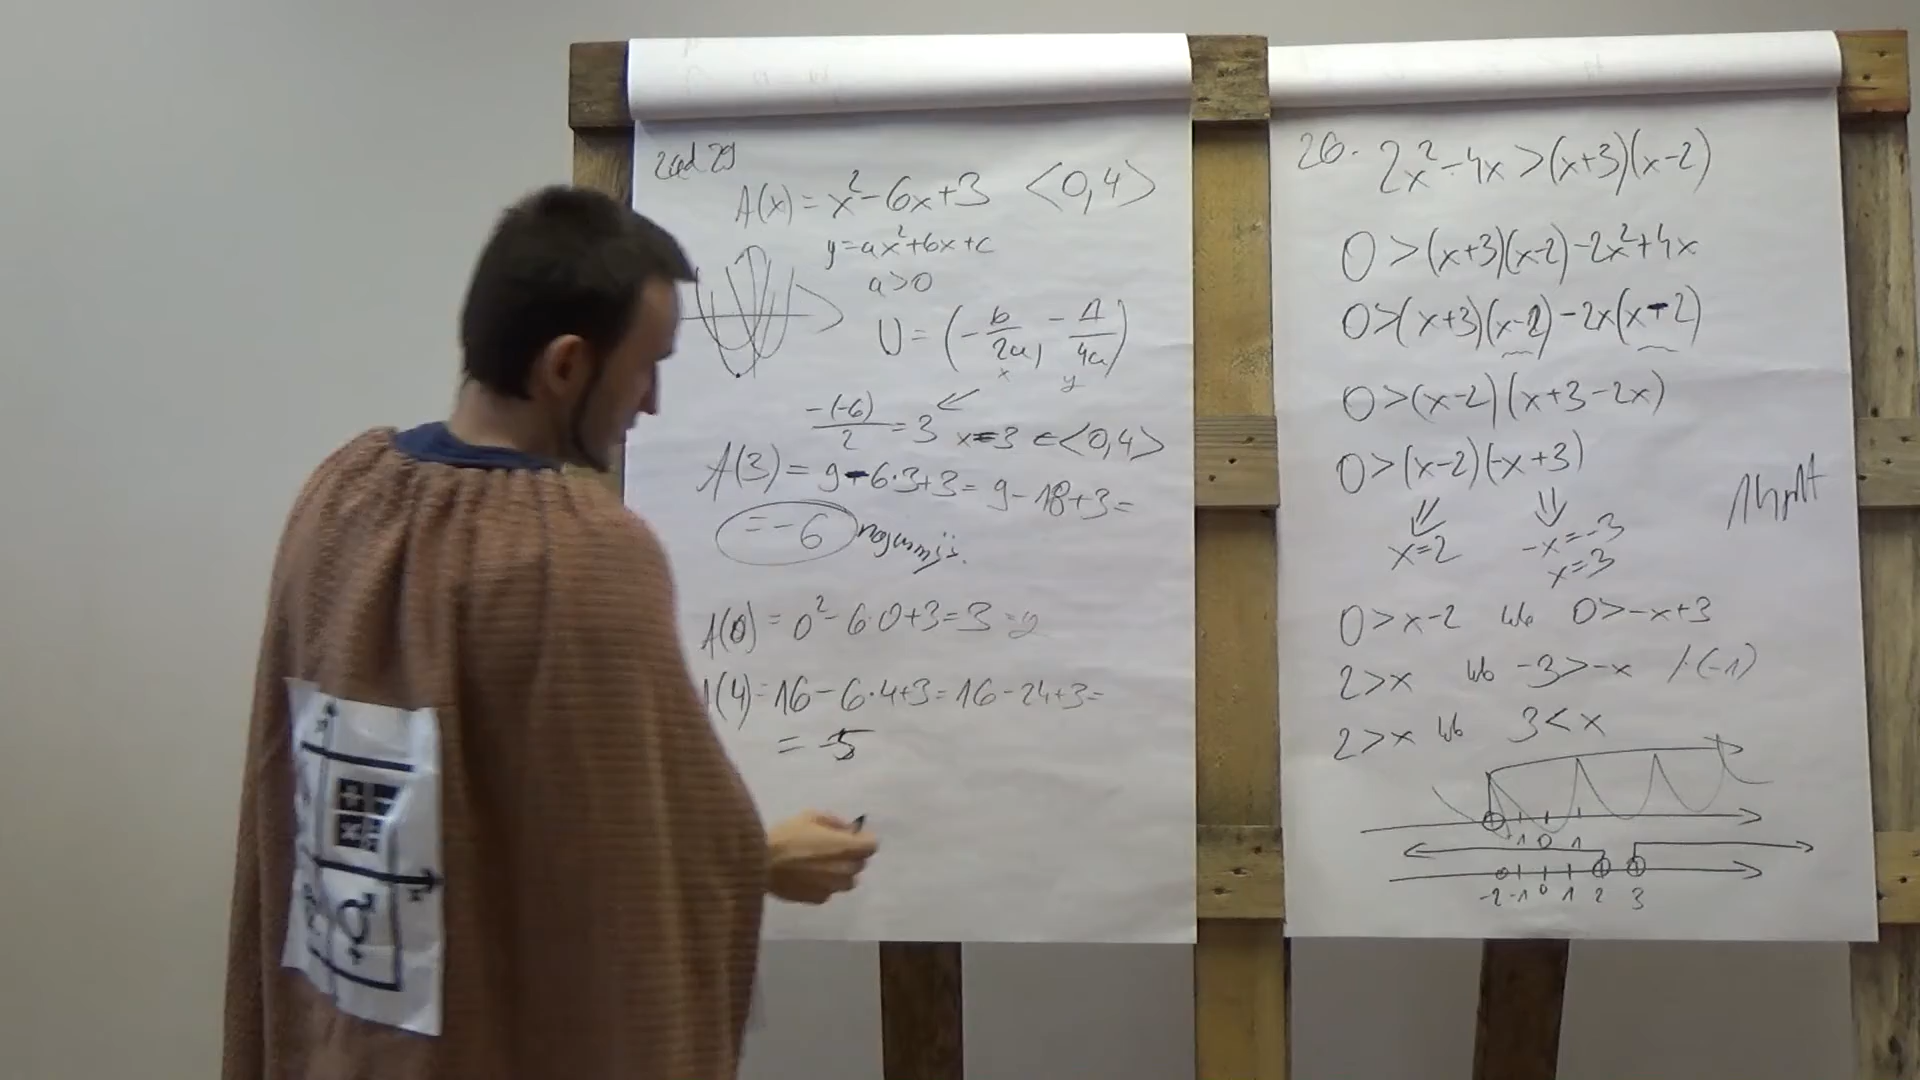 zad 29
A(x) = x² - 6x + 3 <0,4>
y = ax² + bx + c
a > 0
U = (-b/2a, -Δ/4a)
x y
-(-6)/2 = 3 x = 3 ∈ <0,4>
A(3) = 9 - 6·3 + 3 = 9 - 18 + 3 =
= -6
A(0) = 0² - 6·0 + 3 = 3
A(4) = 16 - 6·4 + 3 = 16 - 24 + 3 =
= -5
26. 2x² - 4x > (x+3)(x-2)
0 > (x+3)(x-2) - 2x² + 4x
0 > (x+3)(x-2) - 2x(x-2)
0 > (x-2)(x+3-2x)
0 > (x-2)(-x+3)
⇓ ⇓
x=2 -x=-3
x=3
0 > x-2 lub 0 > -x+3
2 > x lub -3 > -x /·(-1)
2 > x lub 3 < x
-1 0 1
-2 -1 0 1 2 3